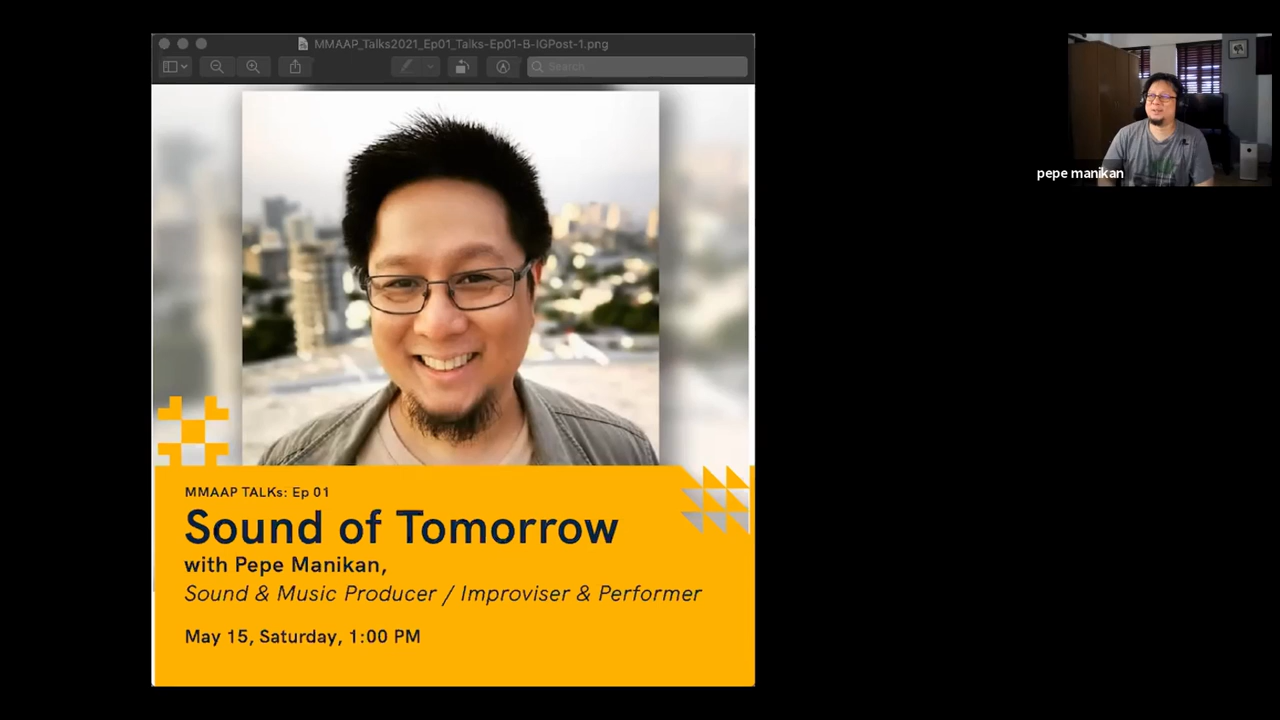 MMAAP_Talks2021_Ep01_Talks-Ep01-B-IGPost-1.png
Search
pepe manikan
MMAAP TALKs: Ep 01
Sound of Tomorrow
with Pepe Manikan,
Sound & Music Producer / Improviser & Performer
May 15, Saturday, 1:00 PM